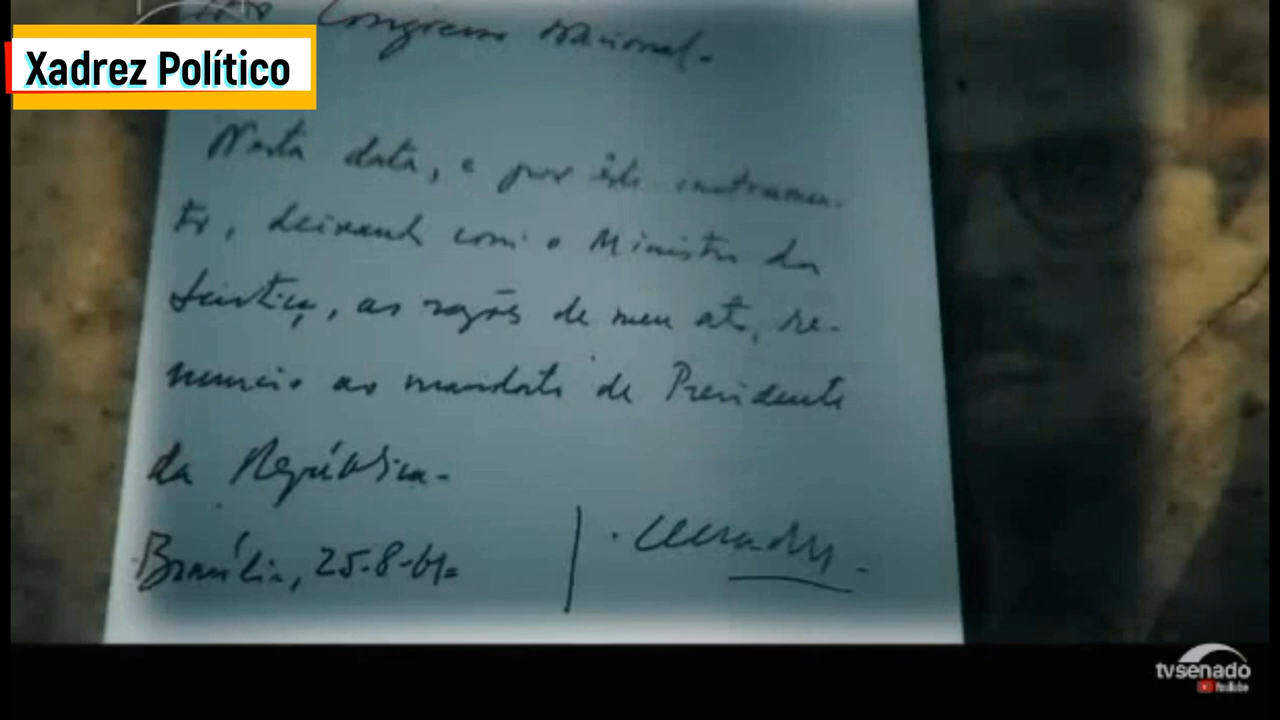 Xadrez Político
Congresso Nacional.
Nesta data, e por êste instrumen-
to, deixando com o Ministro da
Justiça, as razões de meu ato, re-
nuncio ao mandato de Presidente
da República.
Brasília, 25-8-61=
tvsenado
YouTube